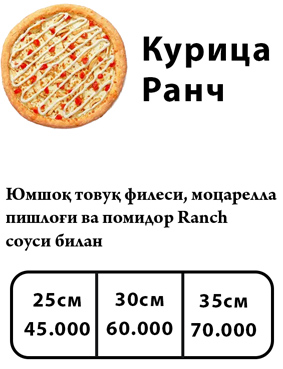 Курица
Ранч
Юмшоқ товуқ филеси, моцарелла
пишлоғи ва помидор Ranch
соуси билан
25см 30см 35см
45.000 60.000 70.000